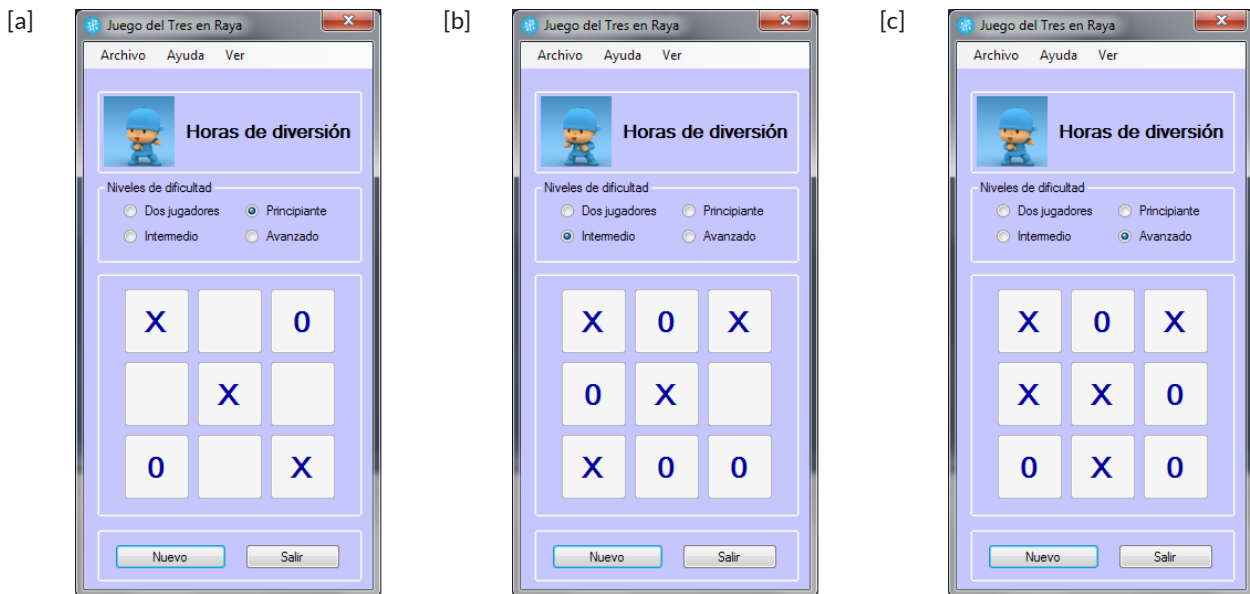 [a]
Juego del Tres en Raya
Archivo Ayuda Ver
Horas de diversión
Niveles de dificultad
Dos jugadores Principiante
Intermedio Avanzado
X 0
X
0 X
Nuevo Salir
[b]
Juego del Tres en Raya
Archivo Ayuda Ver
Horas de diversión
Niveles de dificultad
Dos jugadores Principiante
Intermedio Avanzado
X 0 X
0 X
X 0 0
Nuevo Salir
[c]
Juego del Tres en Raya
Archivo Ayuda Ver
Horas de diversión
Niveles de dificultad
Dos jugadores Principiante
Intermedio Avanzado
X 0 X
X X 0
0 X 0
Nuevo Salir